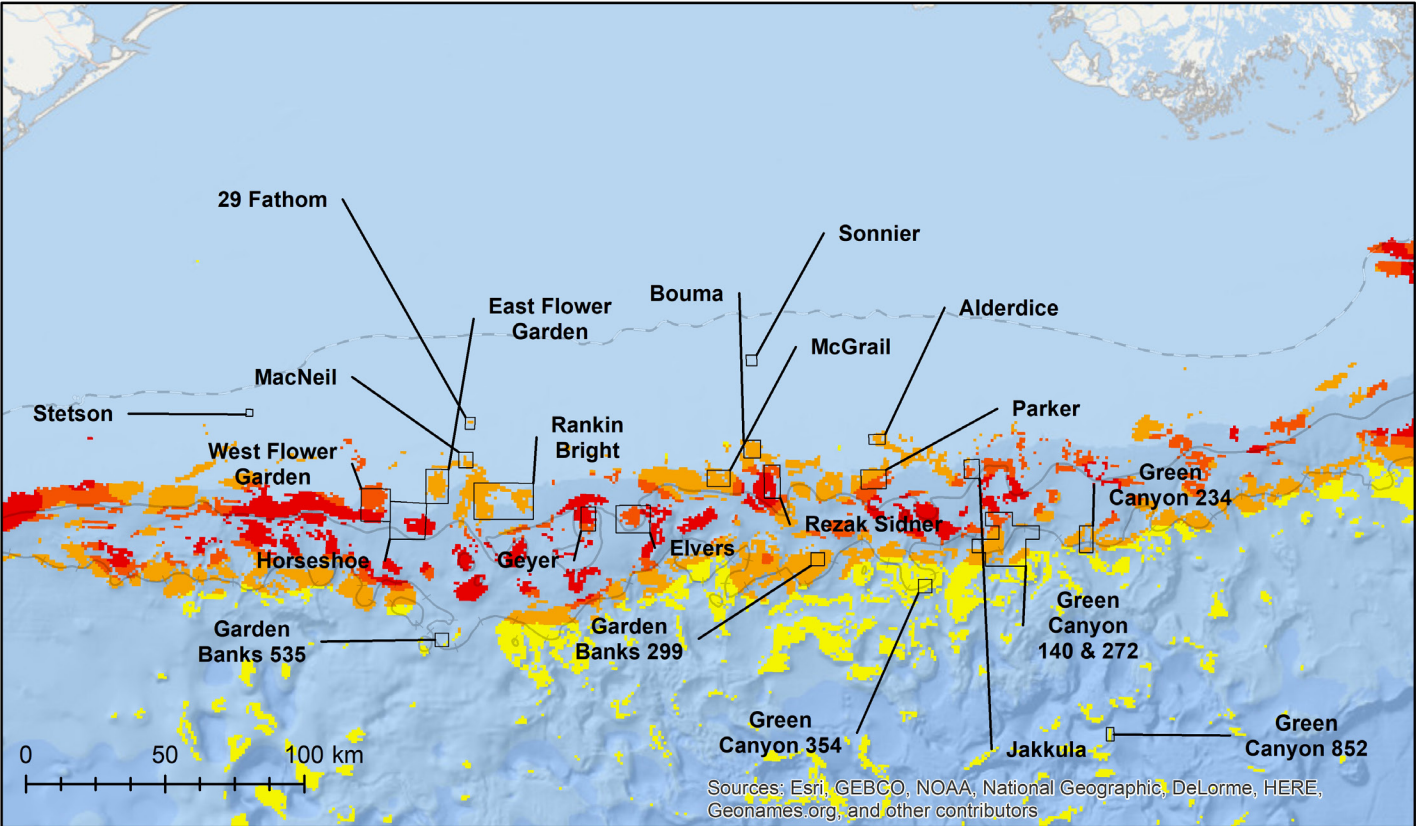 29 Fathom
Sonnier
Bouma
East Flower
Garden
Alderdice
McGrail
MacNeil
Stetson
Parker
Rankin
Bright
West Flower
Garden
Green
Canyon 234
Rezak Sidner
Elvers
Geyer
Horseshoe
Garden
Banks 535
Garden
Banks 299
Green
Canyon
140 & 272
Green
Canyon 354
Jakkula
Green
Canyon 852
0 50 100 km
Sources: Esri, GEBCO, NOAA, National Geographic, DeLorme, HERE,
Geonames.org, and other contributors